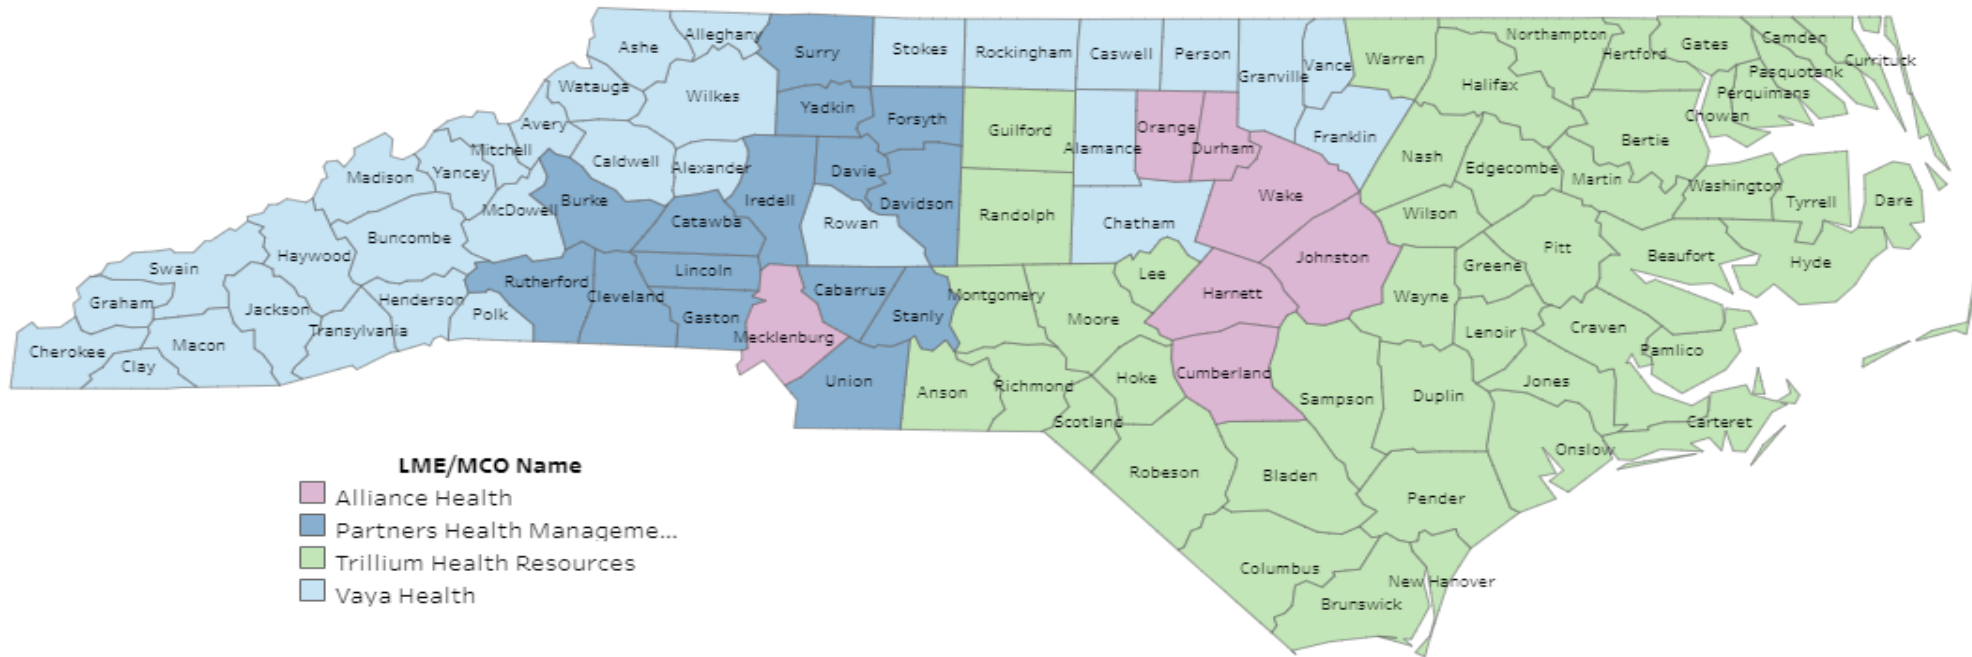 Ashe
Alleghany
Surry
Stokes
Rockingham
Caswell
Person
Granville
Vance
Warren
Northampton
Halifax
Hertford
Gates
Camden
Currituck
Pasquotank
Perquimans
Chowan
Watauga
Wilkes
Yadkin
Forsyth
Guilford
Alamance
Orange
Durham
Franklin
Nash
Edgecombe
Bertie
Martin
Washington
Tyrrell
Dare
Avery
Mitchell
Yancey
Madison
Caldwell
Alexander
Davie
Iredell
Davidson
Randolph
Wake
Wilson
McDowell
Burke
Catawba
Rowan
Chatham
Buncombe
Haywood
Swain
Graham
Jackson
Henderson
Transylvania
Polk
Rutherford
Cleveland
Lincoln
Gaston
Cabarrus
Stanly
Montgomery
Moore
Lee
Harnett
Johnston
Wayne
Greene
Pitt
Beaufort
Hyde
Cherokee
Clay
Macon
Mecklenburg
Union
Anson
Richmond
Hoke
Scotland
Cumberland
Sampson
Duplin
Lenoir
Craven
Pamlico
Jones
Carteret
Onslow
Robeson
Bladen
Pender
Columbus
New Hanover
Brunswick
LME/MCO Name
Alliance Health
Partners Health Manageme...
Trillium Health Resources
Vaya Health